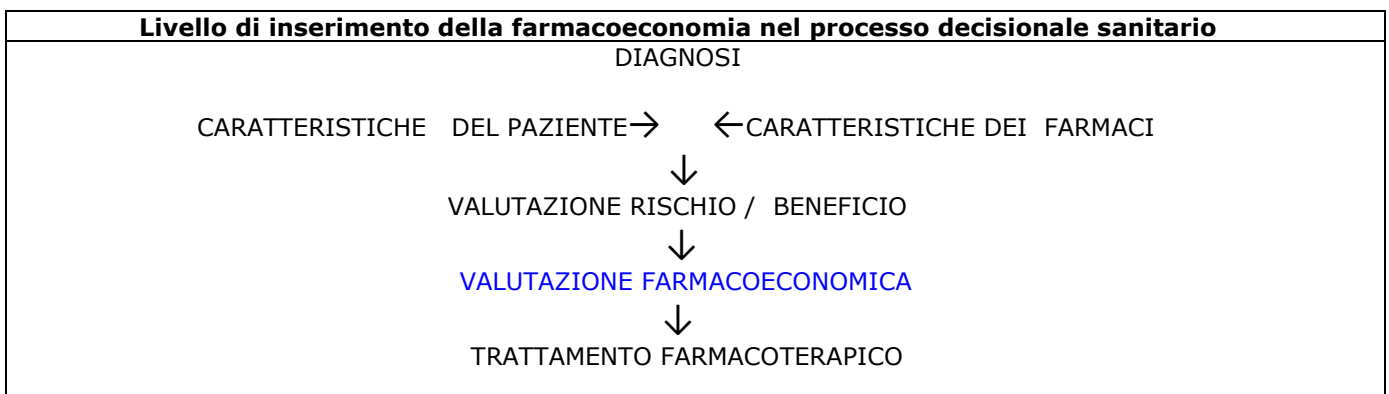 Livello di inserimento della farmacoeconomia nel processo decisionale sanitario
DIAGNOSI
CARATTERISTICHE DEL PAZIENTE→ ←CARATTERISTICHE DEI FARMACI
↓
VALUTAZIONE RISCHIO / BENEFICIO
↓
VALUTAZIONE FARMACOECONOMICA
↓
TRATTAMENTO FARMACOTERAPICO